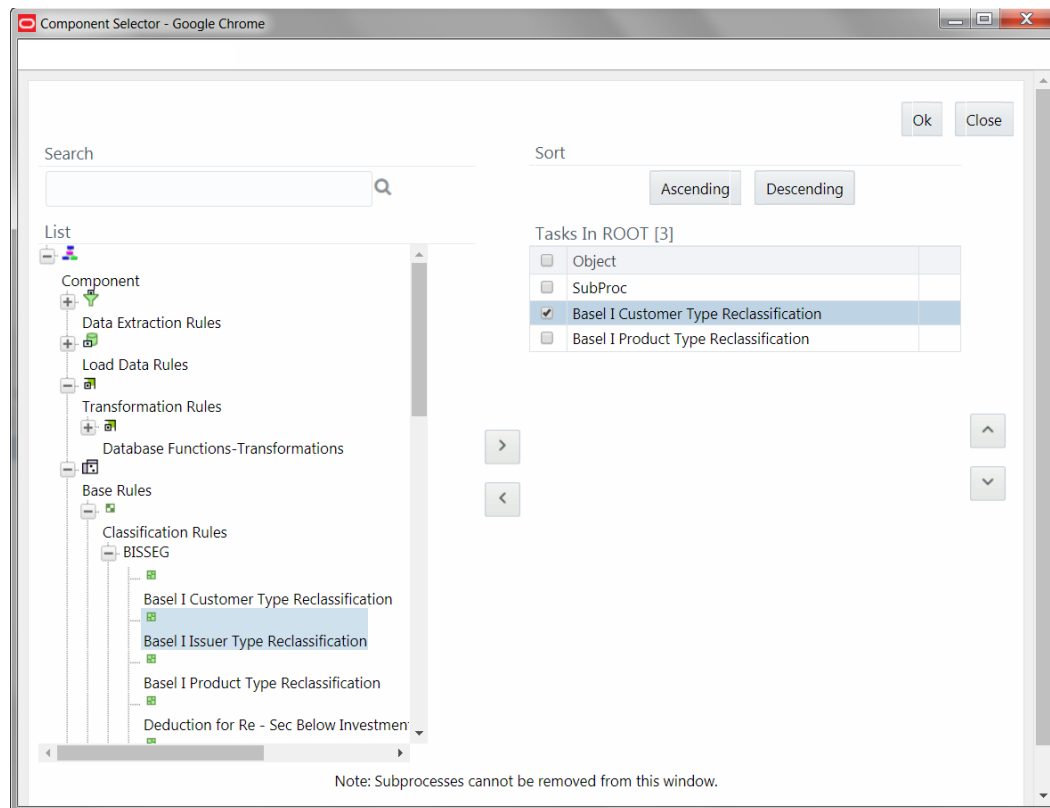 Component Selector - Google Chrome
Ok
Close
Search
Sort
Ascending
Descending
List
Tasks In ROOT [3]
Component
Data Extraction Rules
Load Data Rules
Transformation Rules
Database Functions-Transformations
Base Rules
Classification Rules
BISSEG
Basel I Customer Type Reclassification
Basel I Issuer Type Reclassification
Basel I Product Type Reclassification
Deduction for Re - Sec Below Investmen
Object
SubProc
Basel I Customer Type Reclassification
Basel I Product Type Reclassification
Note: Subprocesses cannot be removed from this window.